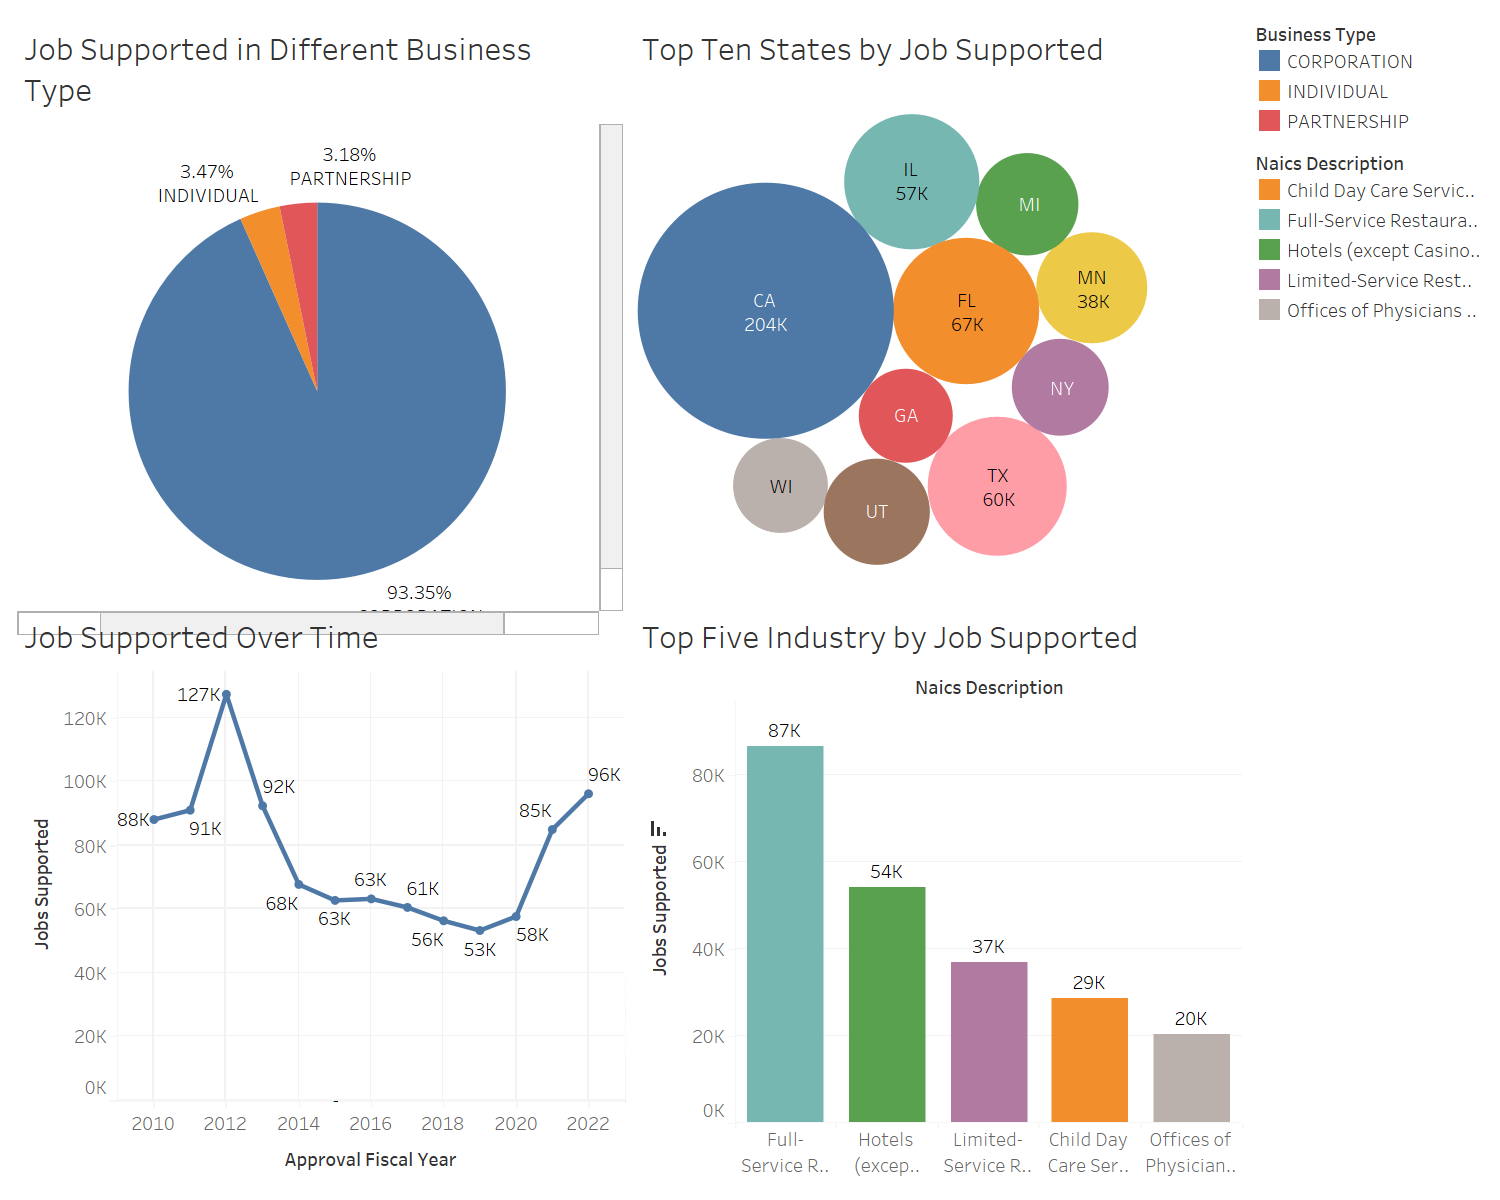 Job Supported in Different Business
Type
3.47%
INDIVIDUAL
3.18%
PARTNERSHIP
93.35%
CORPORATION
Top Ten States by Job Supported
IL
57K
MI
CA
204K
FL
67K
MN
38K
NY
GA
TX
60K
WI
UT
Business Type
CORPORATION
INDIVIDUAL
PARTNERSHIP
Naics Description
Child Day Care Servic..
Full-Service Restaura..
Hotels (except Casino..
Limited-Service Rest..
Offices of Physicians ..
Job Supported Over Time
Jobs Supported
120K
100K
80K
60K
40K
20K
0K
88K
91K
127K
92K
68K
63K
63K
61K
56K
53K
58K
85K
96K
2010 2012 2014 2016 2018 2020 2022
Approval Fiscal Year
Top Five Industry by Job Supported
Naics Description
Jobs Supported
80K
60K
40K
20K
0K
87K
54K
37K
29K
20K
Full-
Service R..
Hotels
(excep..
Limited-
Service R..
Child Day
Care Ser..
Offices of
Physician..